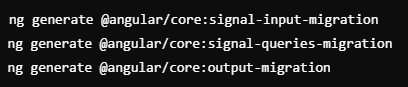 ng generate @angular/core:signal-input-migration
ng generate @angular/core:signal-queries-migration
ng generate @angular/core:output-migration